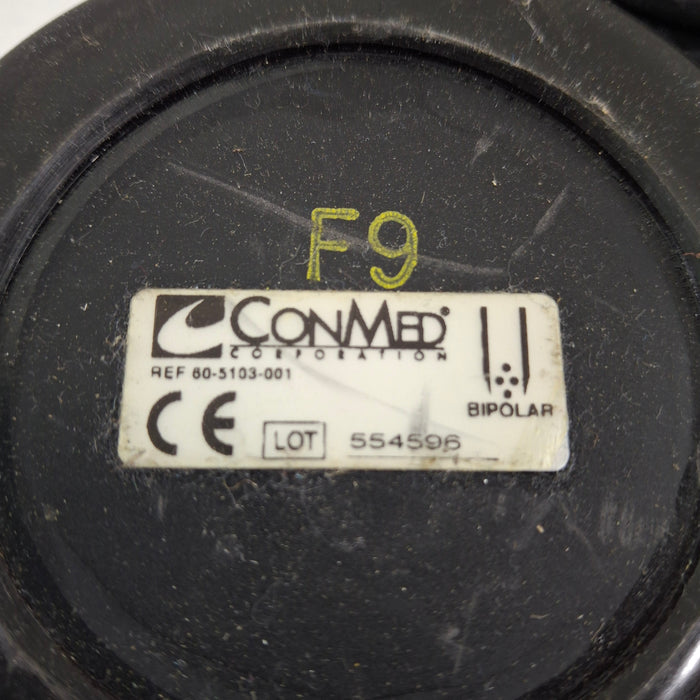 F9
CONMED®
CORPORATION
REF 60-5103-001
BIPOLAR
CE
LOT 554596